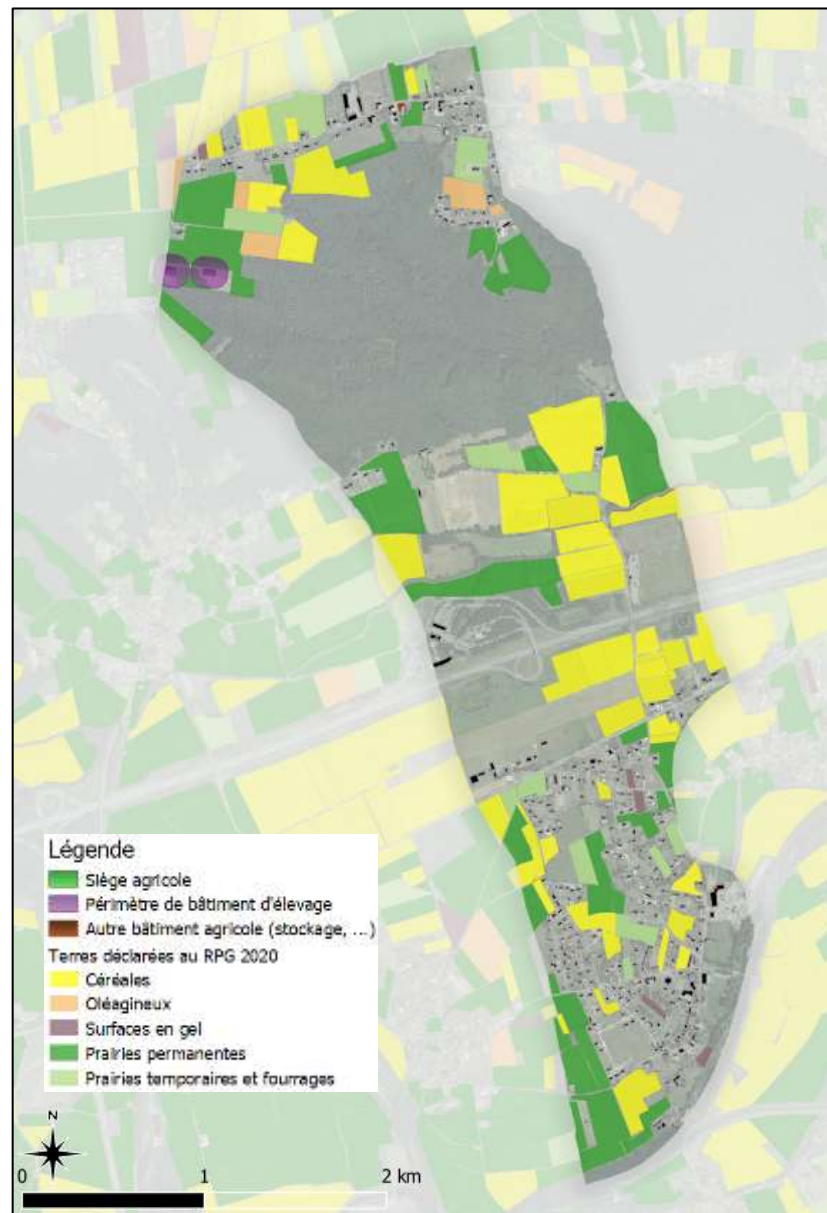 Légende
Siège agricole
Périmètre de bâtiment d'élevage
Autre bâtiment agricole (stockage, ...)
Terres déclarées au RPG 2020
Céréales
Oléagineux
Surfaces en gel
Prairies permanentes
Prairies temporaires et fourrages
N
0 1 2 km